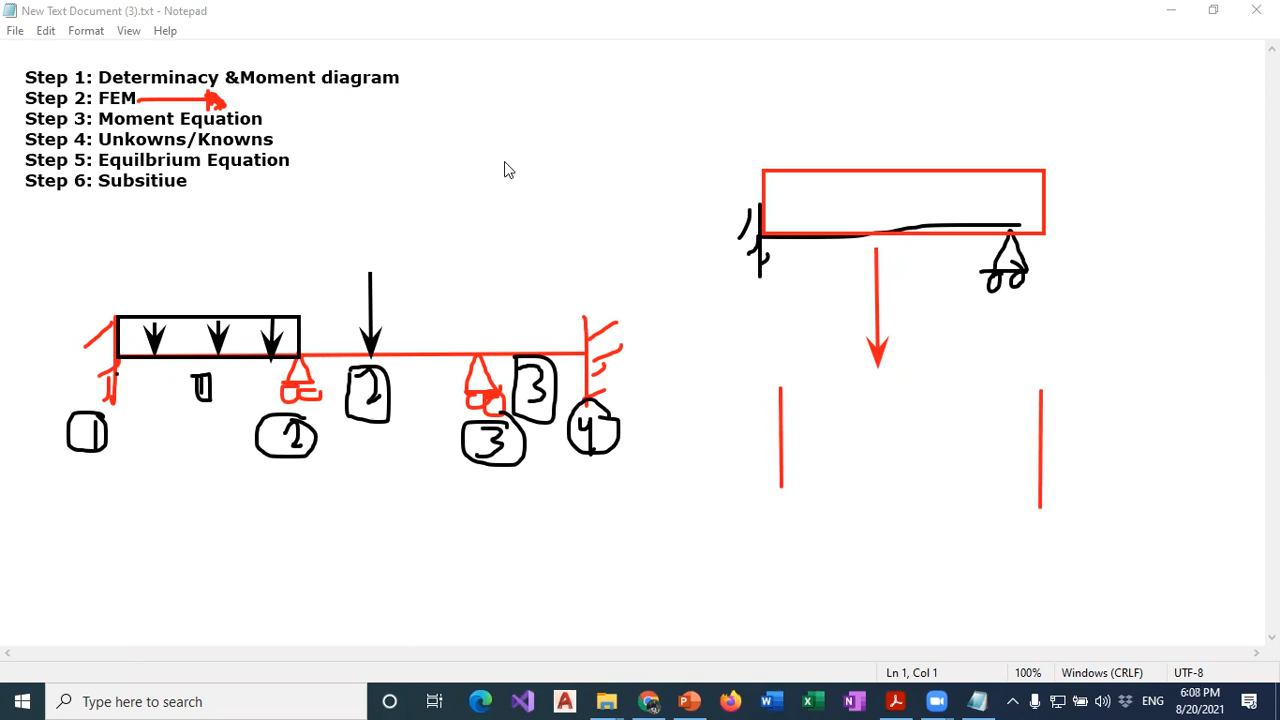 New Text Document (3).txt - Notepad
File Edit Format View Help
Step 1: Determinacy &Moment diagram
Step 2: FEM
Step 3: Moment Equation
Step 4: Unkowns/Knowns
Step 5: Equilbrium Equation
Step 6: Subsitiue
1 2 3
1 2 3 4
Ln 1, Col 1 100% Windows (CRLF) UTF-8
Type here to search
ENG
6:08 PM
8/20/2021